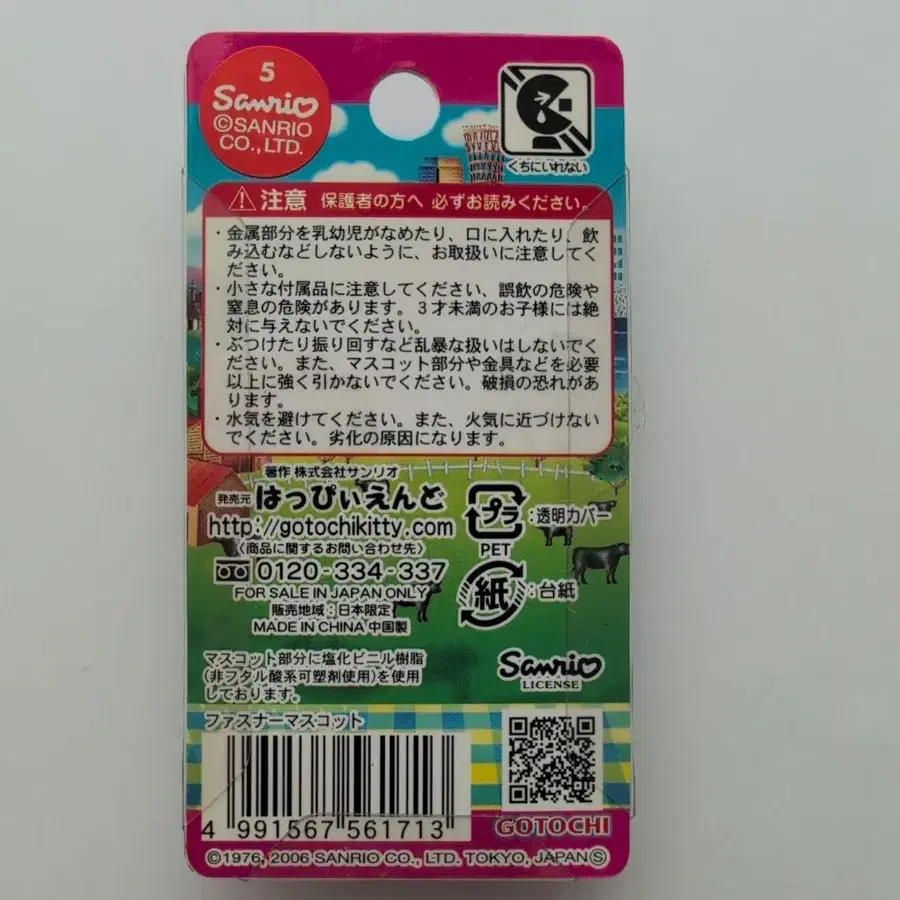 5
Sanrio
©SANRIO
CO., LTD.
くちにいれない
注意 保護者の方へ 必ずお読みください。
・金属部分を乳幼児がなめたり、口に入れたり、飲
み込むなどしないように、お取扱いに注意してく
ださい。
・小さな付属品に注意してください、誤飲の危険や
窒息の危険があります。3才未満のお子様には絶
対に与えないでください。
・ぶつけたり振り回すなど乱暴な扱いはしないでく
ださい。また、マスコット部分や金具などを必要
以上に強く引かないでください。破損の恐れがあ
ります。
・水気を避けてください。また、火気に近づけない
でください。劣化の原因になります。
著作 株式会社サンリオ
発売元 はっぴぃえんど
http://gotochikitty.com
〈商品に関するお問い合わせ先〉
0120-334-337
FOR SALE IN JAPAN ONLY
販売地域：日本限定
MADE IN CHINA 中国製
プラ：透明カバー
PET
紙：台紙
マスコット部分に塩化ビニル樹脂
(非フタル酸系可塑剤使用)を使用
しております。
Sanrio
LICENSE
ファスナーマスコット
4 991567 561713
GOTOCHI
©1976, 2006 SANRIO CO., LTD. TOKYO, JAPAN Ⓢ